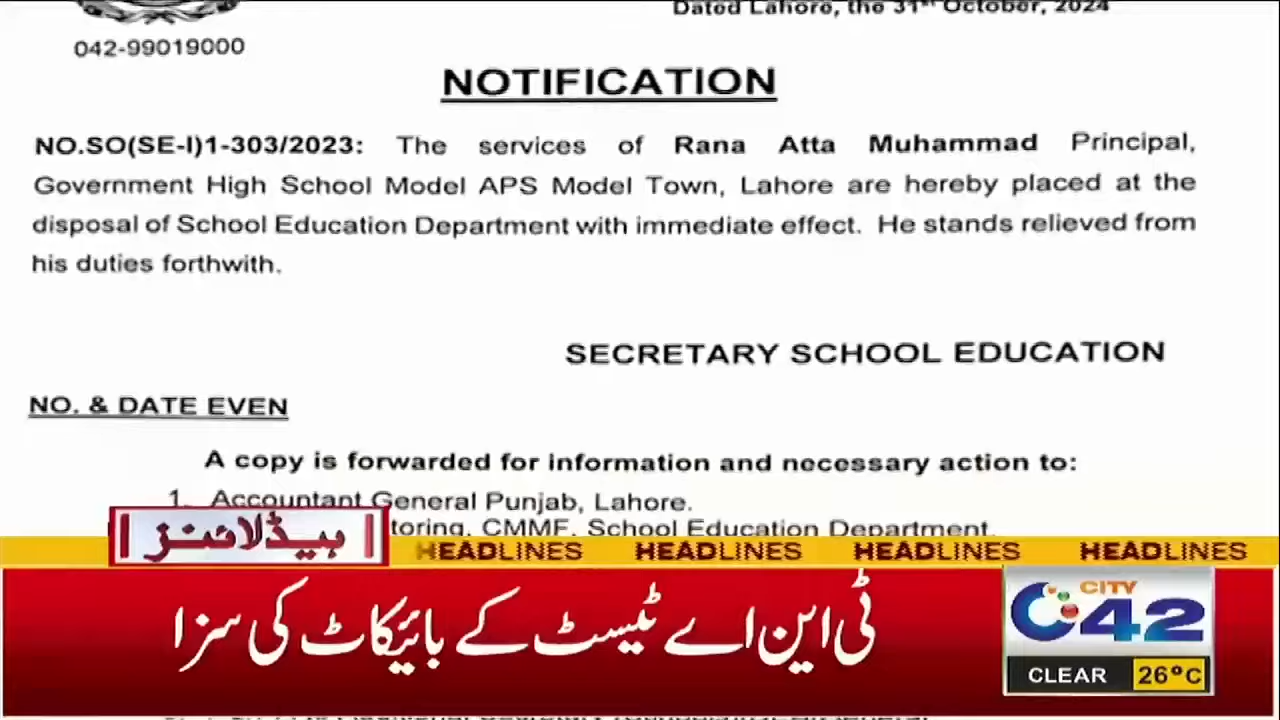 Dated Lahore, the 31st October, 2024
042-99019000
NOTIFICATION
NO.SO(SE-I)1-303/2023: The services of Rana Atta Muhammad Principal,
Government High School Model APS Model Town, Lahore are hereby placed at the
disposal of School Education Department with immediate effect. He stands relieved from
his duties forthwith.
SECRETARY SCHOOL EDUCATION
NO. & DATE EVEN
A copy is forwarded for information and necessary action to:
1. Accountant General Punjab, Lahore.
toring, CMMF, School Education Department.
ہیڈلائنز
HEADLINES HEADLINES HEADLINES HEADLINES
ٹی این اے ٹیسٹ کے بائیکاٹ کی سزا
CITY
42
CLEAR 26°C